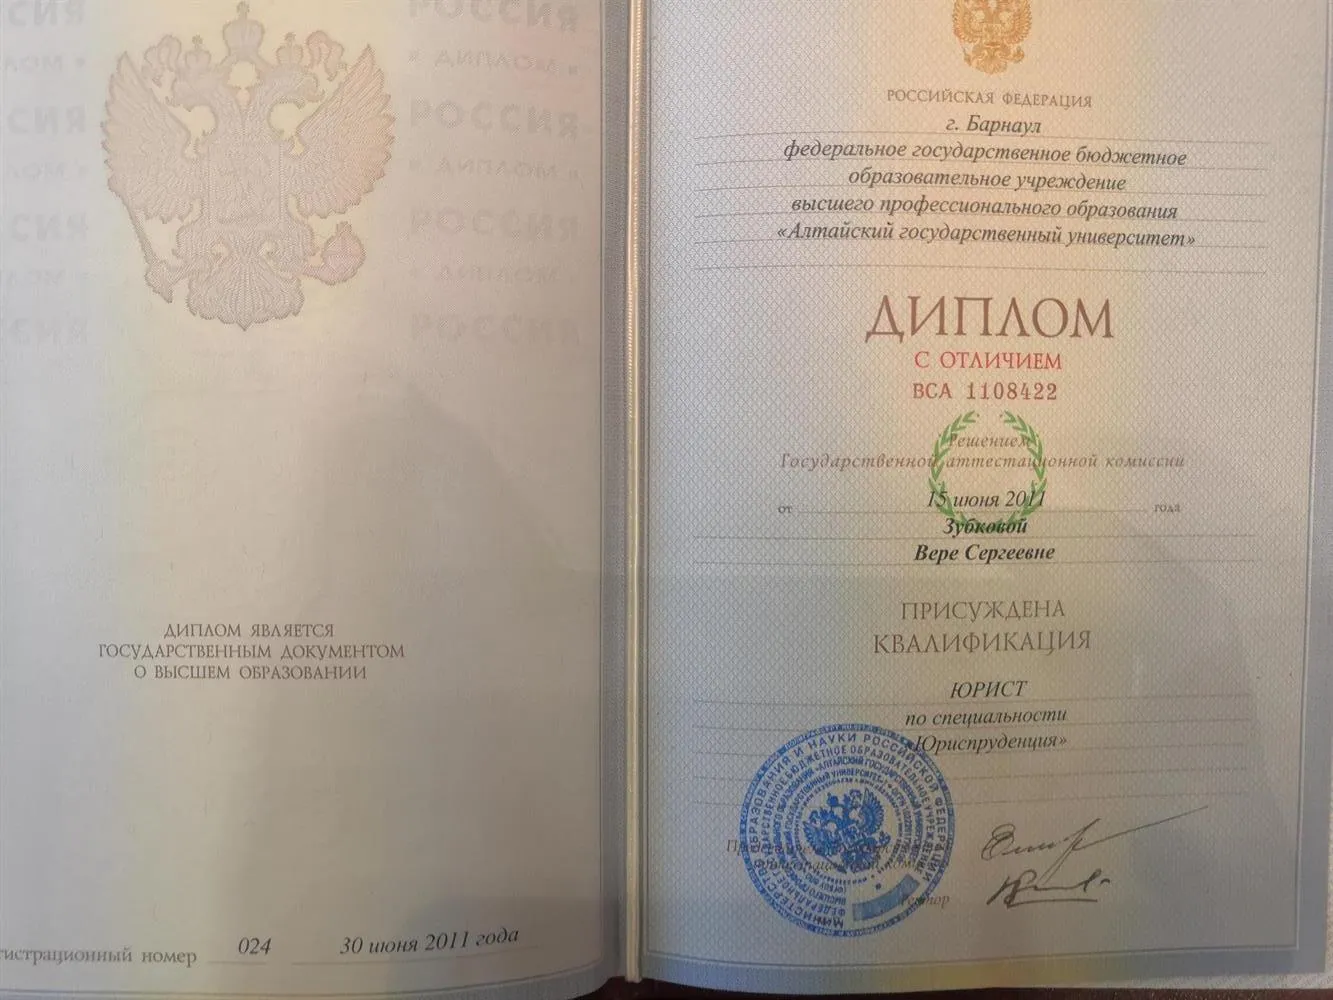 РОССИЯ
ДИПЛОМ
РОССИЯ
ДИПЛОМ
РОССИЯ
ДИПЛОМ
РОССИЯ
ДИПЛОМ ЯВЛЯЕТСЯ
ГОСУДАРСТВЕННЫМ ДОКУМЕНТОМ
О ВЫСШЕМ ОБРАЗОВАНИИ
номер 024 30 июня 2011 года
РОССИЙСКАЯ ФЕДЕРАЦИЯ
г. Барнаул
федеральное государственное бюджетное
образовательное учреждение
высшего профессионального образования
«Алтайский государственный университет»
ДИПЛОМ
С ОТЛИЧИЕМ
ВСА 1108422
Решением
Государственной аттестационной комиссии
от 15 июня 2011 года
Зубковой
Вере Сергеевне
ПРИСУЖДЕНА
КВАЛИФИКАЦИЯ
ЮРИСТ
по специальности
«Юриспруденция»
Ректор